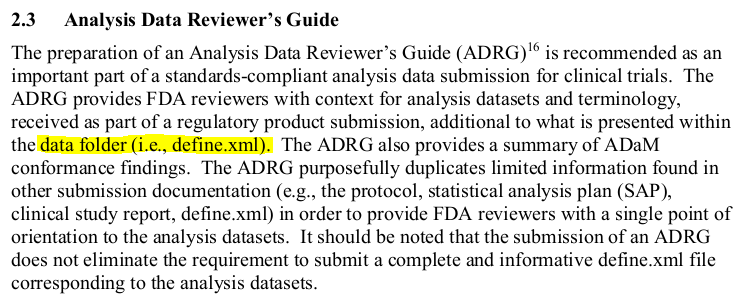 2.3 Analysis Data Reviewer’s Guide
The preparation of an Analysis Data Reviewer’s Guide (ADRG)16 is recommended as an
important part of a standards-compliant analysis data submission for clinical trials. The
ADRG provides FDA reviewers with context for analysis datasets and terminology,
received as part of a regulatory product submission, additional to what is presented within
the data folder (i.e., define.xml). The ADRG also provides a summary of ADaM
conformance findings. The ADRG purposefully duplicates limited information found in
other submission documentation (e.g., the protocol, statistical analysis plan (SAP),
clinical study report, define.xml) in order to provide FDA reviewers with a single point of
orientation to the analysis datasets. It should be noted that the submission of an ADRG
does not eliminate the requirement to submit a complete and informative define.xml file
corresponding to the analysis datasets.